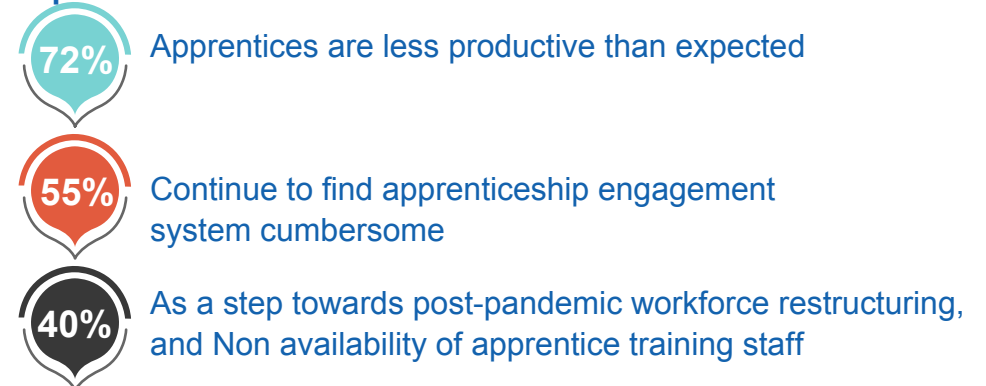 72%
Apprentices are less productive than expected
55%
Continue to find apprenticeship engagement
system cumbersome
40%
As a step towards post-pandemic workforce restructuring,
and Non availability of apprentice training staff